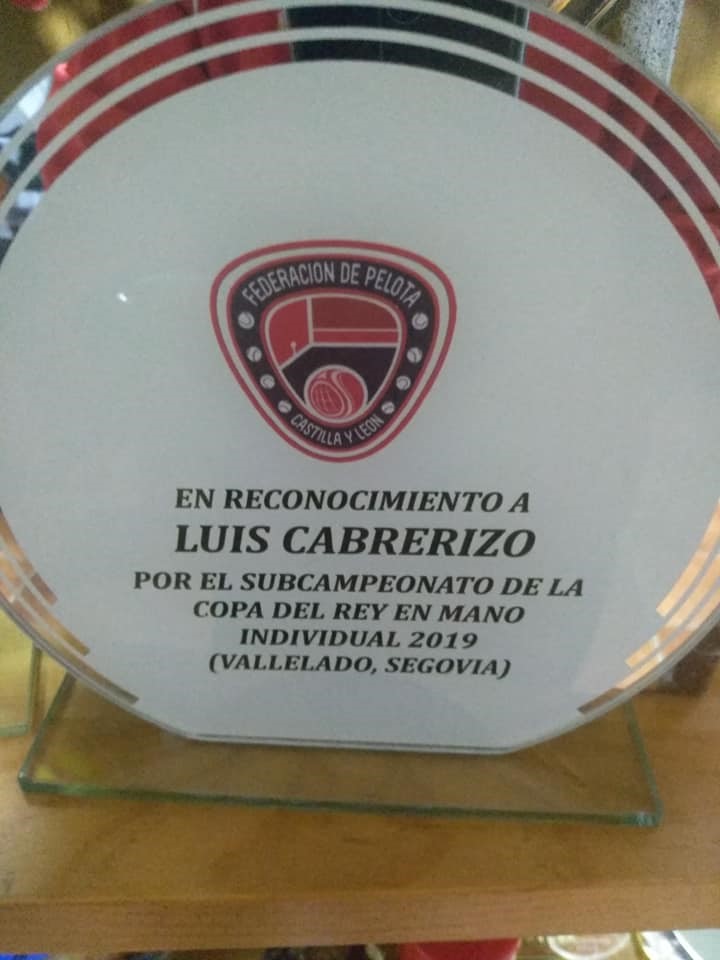 FEDERACION DE PELOTA
CASTILLA Y LEON
EN RECONOCIMIENTO A
LUIS CABRERIZO
POR EL SUBCAMPEONATO DE LA
COPA DEL REY EN MANO
INDIVIDUAL 2019
(VALLELADO, SEGOVIA)